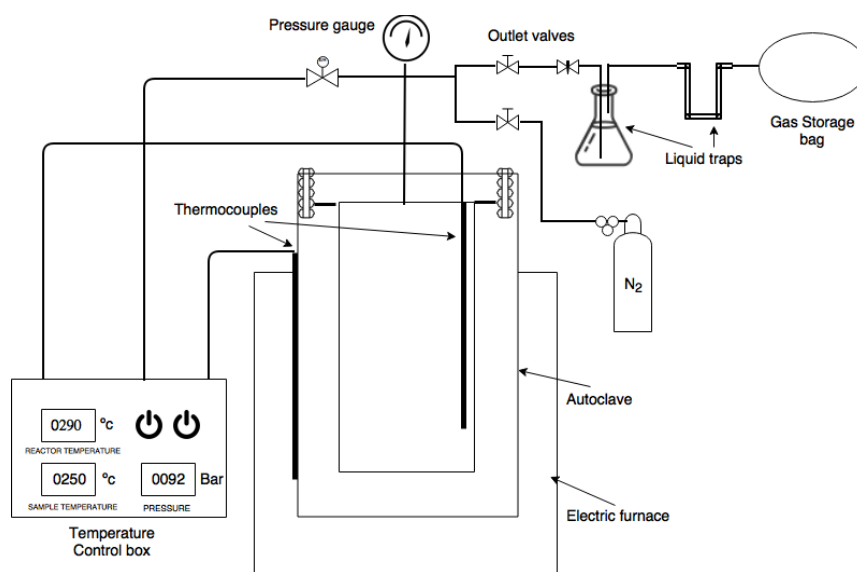 Pressure gauge
Outlet valves
Gas Storage
bag
Liquid traps
Thermocouples
N2
Autoclave
0290 °c
REACTOR TEMPERATURE
0250 °c
SAMPLE TEMPERATURE
0092 Bar
PRESSURE
Electric furnace
Temperature
Control box